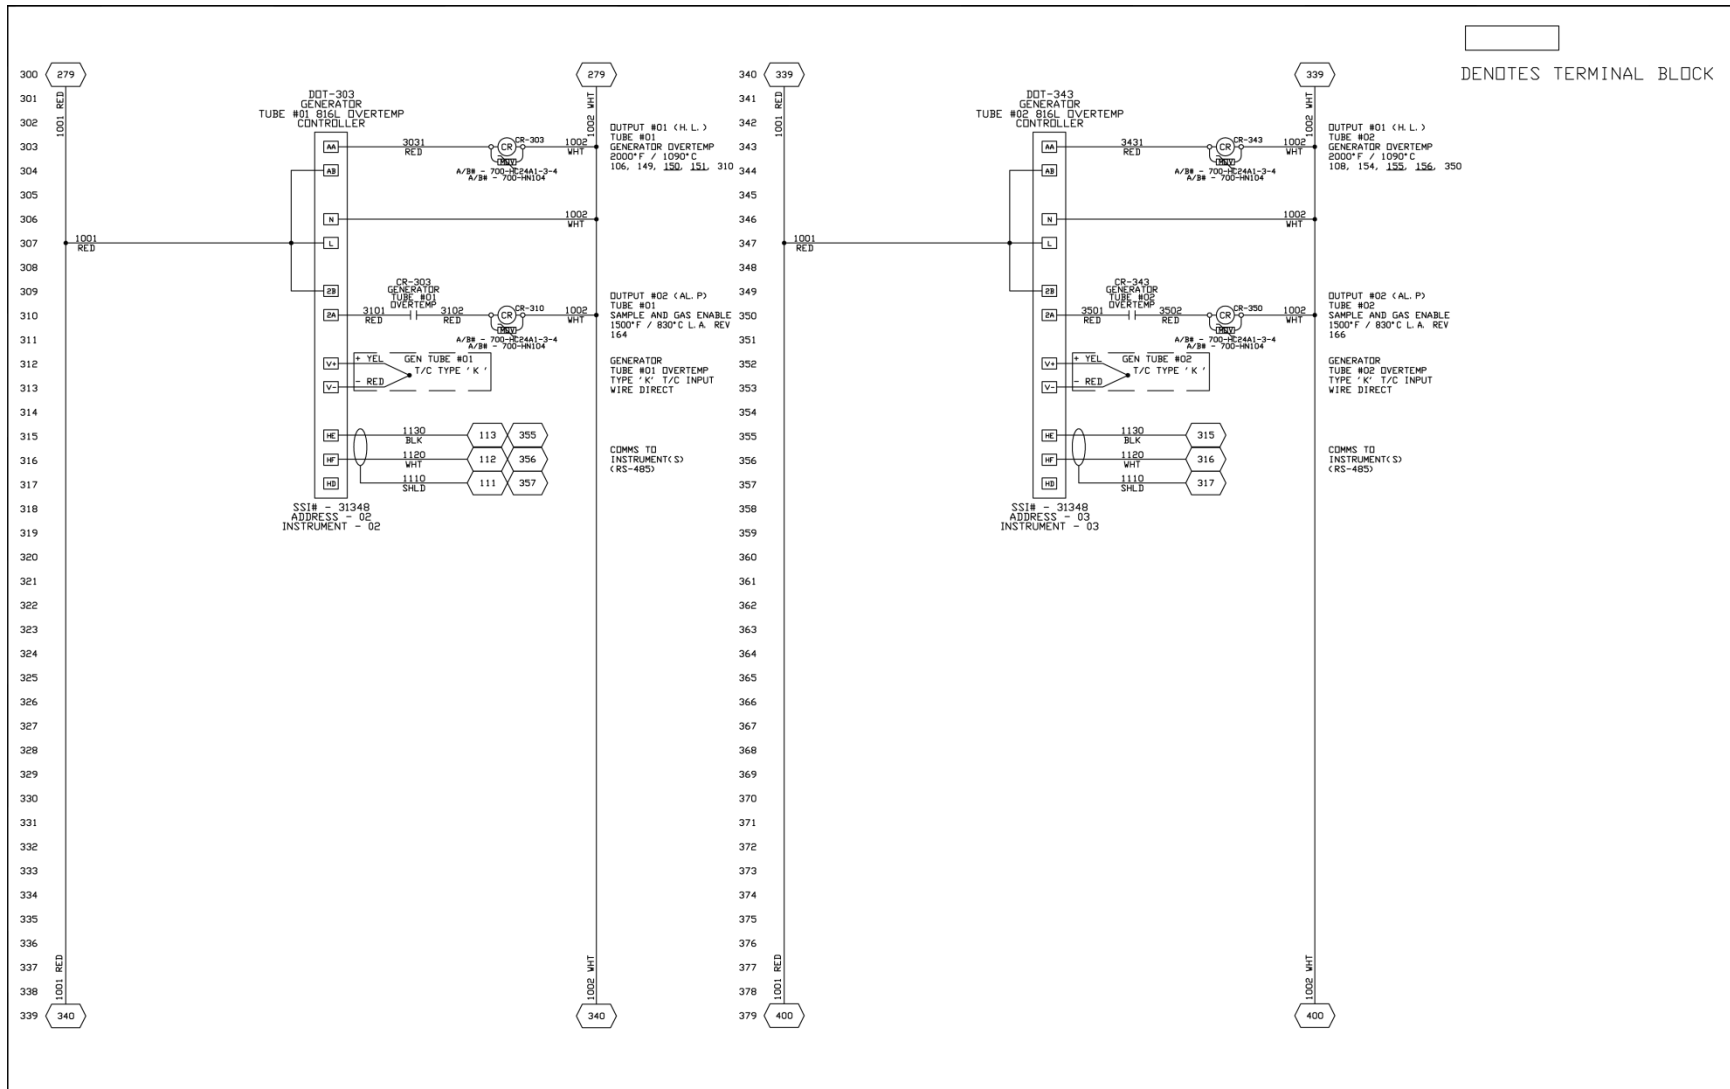 DENOTES TERMINAL BLOCK
300
279
279
301
302
303
304
305
306
307
308
309
310
311
312
313
314
315
316
317
318
319
320
321
322
323
324
325
326
327
328
329
330
331
332
333
334
335
336
337
338
339
340
340
1001 RED
1002 WHT
1001 RED
1002 WHT
DOT-303
GENERATOR
TUBE #01 816L OVERTEMP
CONTROLLER
AA
3031
RED
CR
CR-303
MOV
1002
WHT
A/B# - 700-HC24A1-3-4
A/B# - 700-HN104
OUTPUT #01 (H.L.)
TUBE #01
GENERATOR OVERTEMP
2000°F / 1090°C
106, 149, 150, 151, 310
AB
N
1002
WHT
1001
RED
L
2B
CR-303
GENERATOR
TUBE #01
OVERTEMP
2A
3101
RED
3102
RED
CR
CR-310
MOV
1002
WHT
A/B# - 700-HC24A1-3-4
A/B# - 700-HN104
OUTPUT #02 (AL.P)
TUBE #01
SAMPLE AND GAS ENABLE
1500°F / 830°C L.A. REV
164
V+
+ YEL
GEN TUBE #01
T/C TYPE 'K'
V-
- RED
GENERATOR
TUBE #01 OVERTEMP
TYPE 'K' T/C INPUT
WIRE DIRECT
HE
1130
BLK
113
355
HF
1120
WHT
112
356
HD
1110
SHLD
111
357
COMMS TO
INSTRUMENT(S)
(RS-485)
SSI# - 31348
ADDRESS - 02
INSTRUMENT - 02
340
339
339
341
342
343
344
345
346
347
348
349
350
351
352
353
354
355
356
357
358
359
360
361
362
363
364
365
366
367
368
369
370
371
372
373
374
375
376
377
378
379
400
400
1001 RED
1002 WHT
1001 RED
1002 WHT
DOT-343
GENERATOR
TUBE #02 816L OVERTEMP
CONTROLLER
AA
3431
RED
CR
CR-343
MOV
1002
WHT
A/B# - 700-HC24A1-3-4
A/B# - 700-HN104
OUTPUT #01 (H.L.)
TUBE #02
GENERATOR OVERTEMP
2000°F / 1090°C
108, 154, 155, 156, 350
AB
N
1002
WHT
1001
RED
L
2B
CR-343
GENERATOR
TUBE #02
OVERTEMP
2A
3501
RED
3502
RED
CR
CR-350
MOV
1002
WHT
A/B# - 700-HC24A1-3-4
A/B# - 700-HN104
OUTPUT #02 (AL.P)
TUBE #02
SAMPLE AND GAS ENABLE
1500°F / 830°C L.A. REV
166
V+
+ YEL
GEN TUBE #02
T/C TYPE 'K'
V-
- RED
GENERATOR
TUBE #02 OVERTEMP
TYPE 'K' T/C INPUT
WIRE DIRECT
HE
1130
BLK
315
HF
1120
WHT
316
HD
1110
SHLD
317
COMMS TO
INSTRUMENT(S)
(RS-485)
SSI# - 31348
ADDRESS - 03
INSTRUMENT - 03